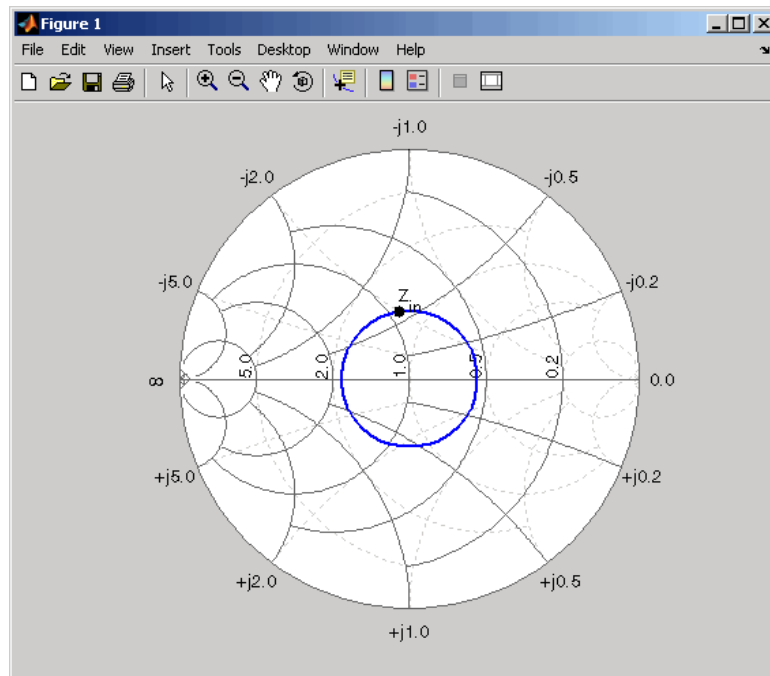 Figure 1
File Edit View Insert Tools Desktop Window Help
-j1.0
-j2.0 -j0.5
-j5.0 -j0.2
Z_in
5.0 2.0 1.0 0.5 0.2
∞ 0.0
+j5.0 +j0.2
+j2.0 +j0.5
+j1.0